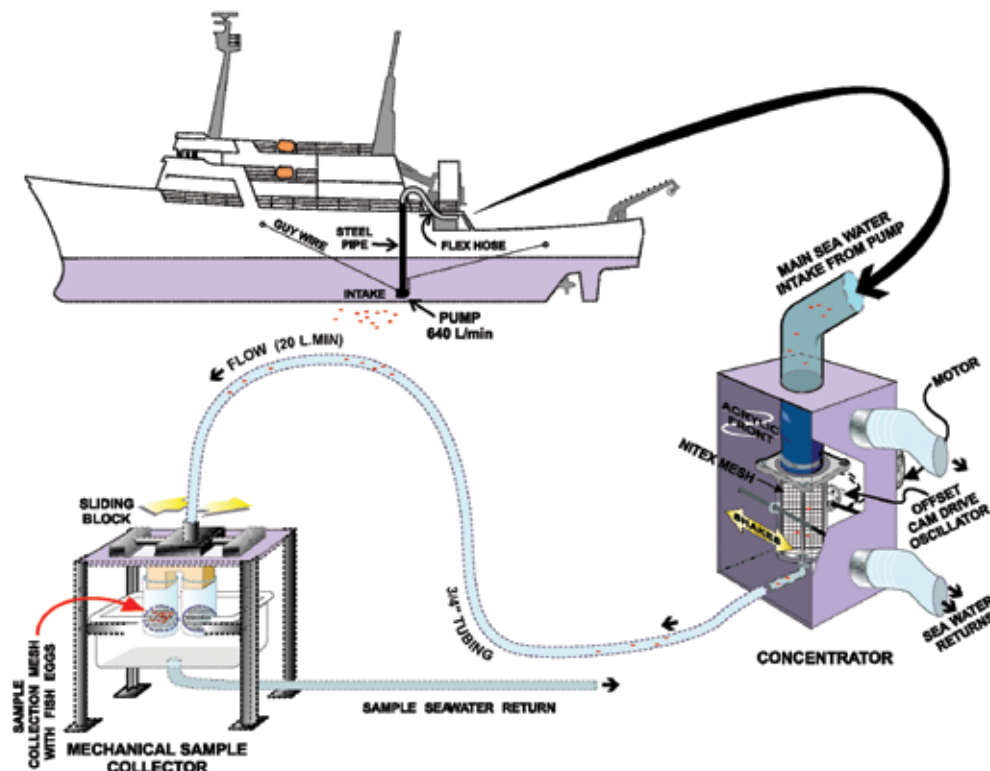 GUY WIRE
STEEL
PIPE
FLEX HOSE
INTAKE
PUMP
640 L/min
MAIN SEA WATER
INTAKE FROM PUMP
FLOW (20 L.MIN)
MOTOR
ACRYLIC
FRONT
NITEX MESH
SLIDING
BLOCK
OFFSET
CAM DRIVE
OSCILLATOR
SHAKES
3/4" TUBING
SEA WATER
RETURNS
CONCENTRATOR
SAMPLE
COLLECTION MESH
WITH FISH EGGS
SAMPLE SEAWATER RETURN
MECHANICAL SAMPLE
COLLECTOR